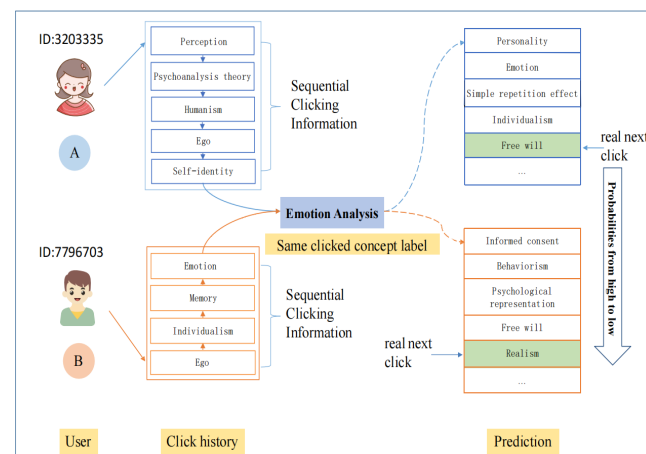 ID:3203335
A
Perception
Psychoanalysis theory
Humanism
Ego
Self-identity
Sequential
Clicking
Information
Personality
Emotion
Simple repetition effect
Individualism
Free will
...
real next
click
Emotion Analysis
Same clicked concept label
Probabilities from high to low
ID:7796703
B
Emotion
Memory
Individualism
Ego
Sequential
Clicking
Information
real next
click
Informed consent
Behaviorism
Psychological
representation
Free will
Realism
...
User
Click history
Prediction